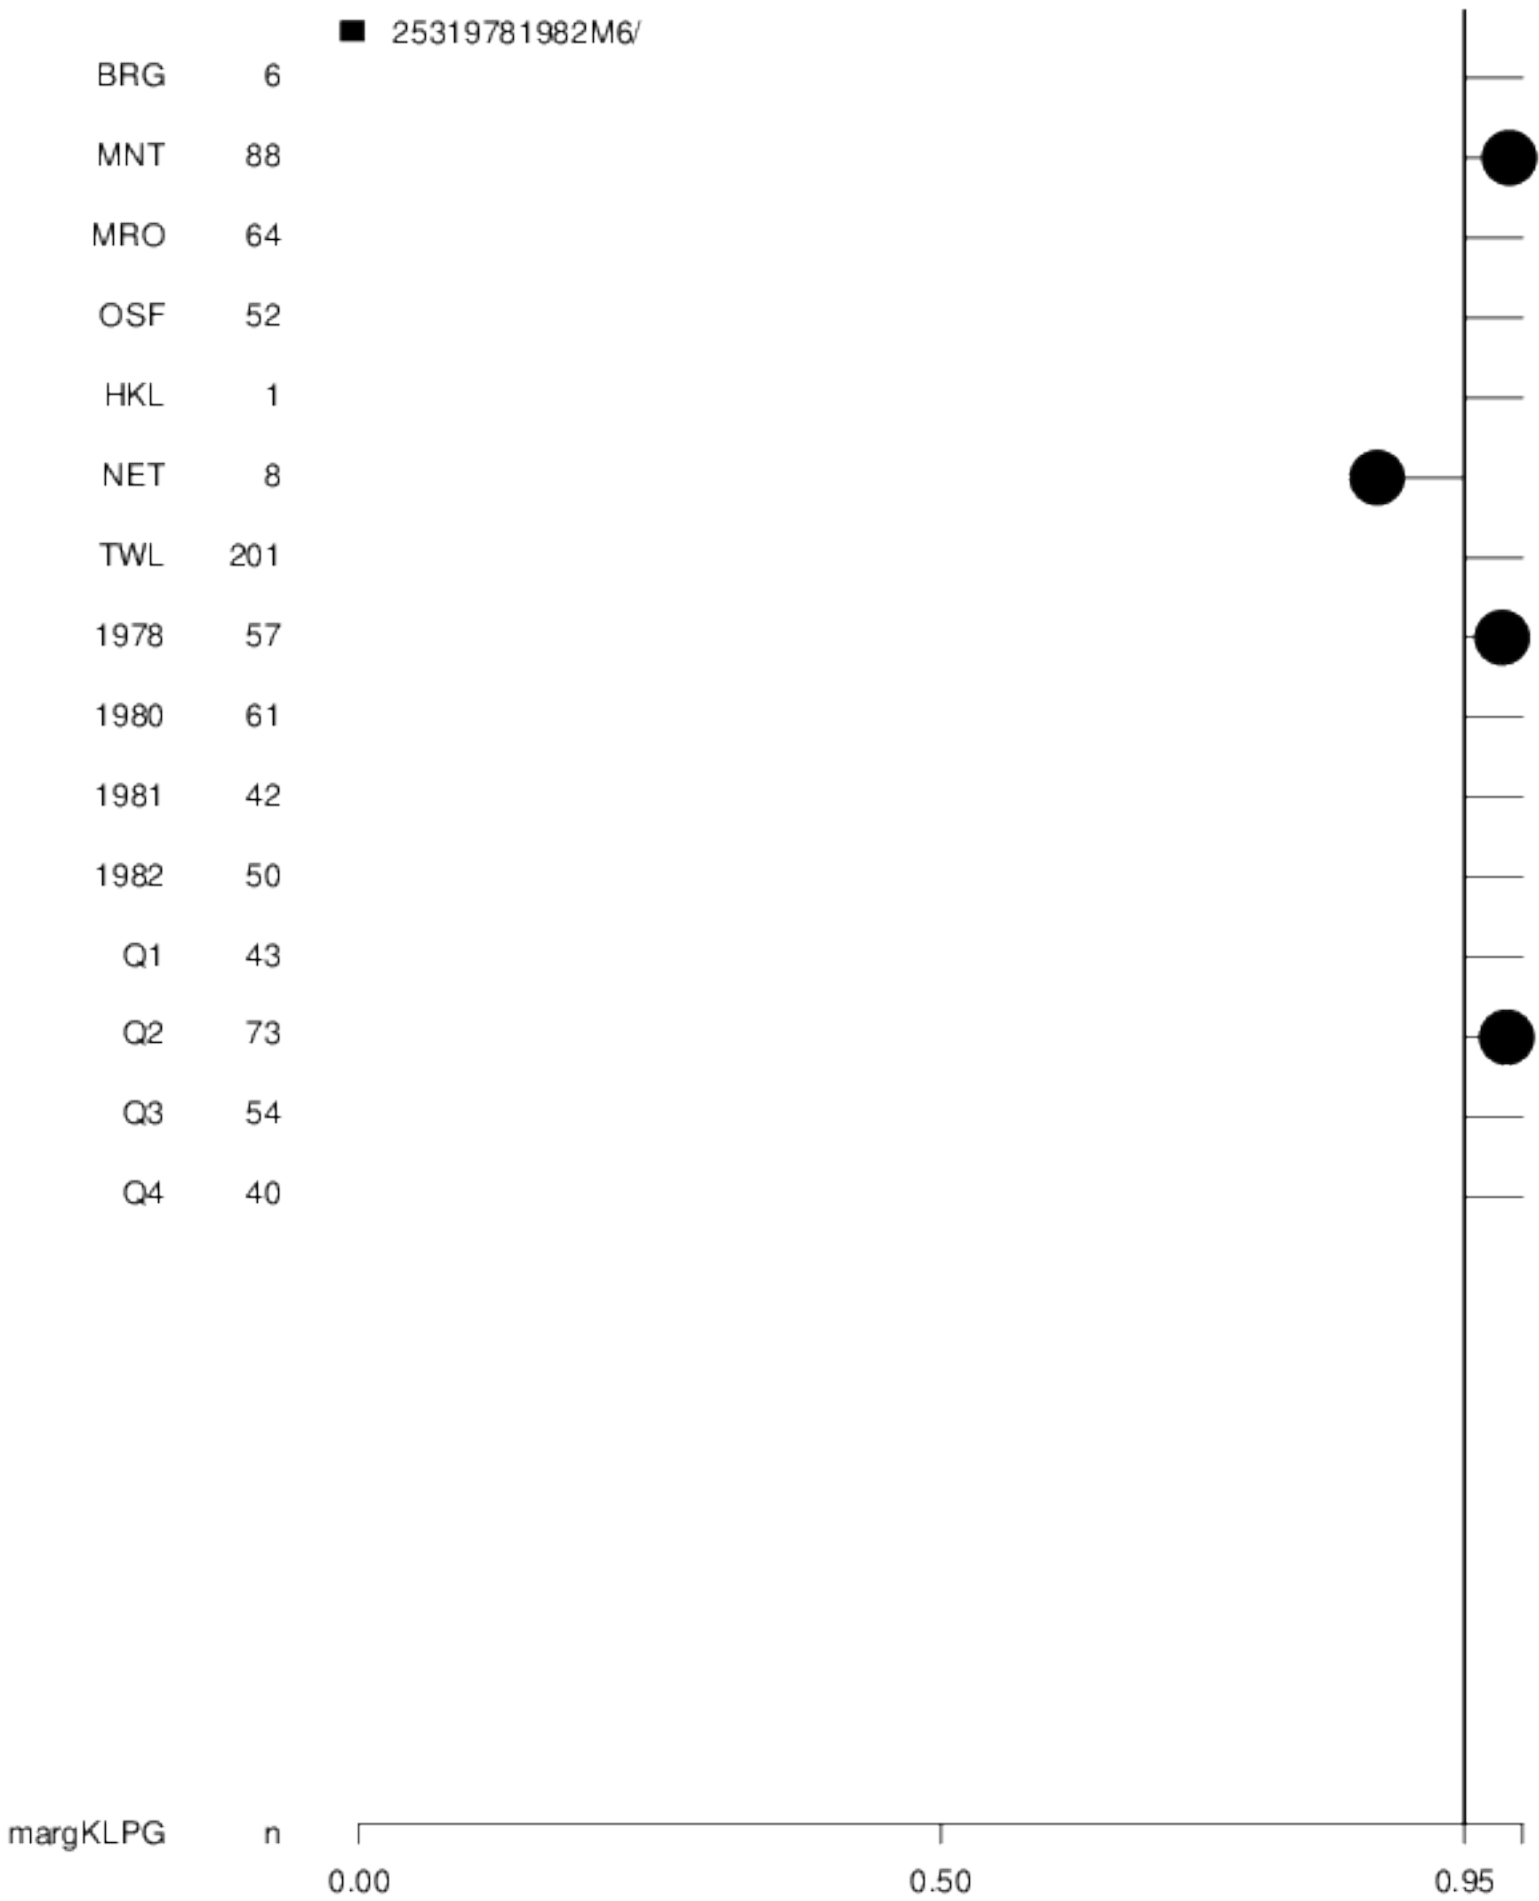 25319781982M6/
BRG 6
MNT 88
MRO 64
OSF 52
HKL 1
NET 8
TWL 201
1978 57
1980 61
1981 42
1982 50
Q1 43
Q2 73
Q3 54
Q4 40
margKLPG n
0.00 0.50 0.95